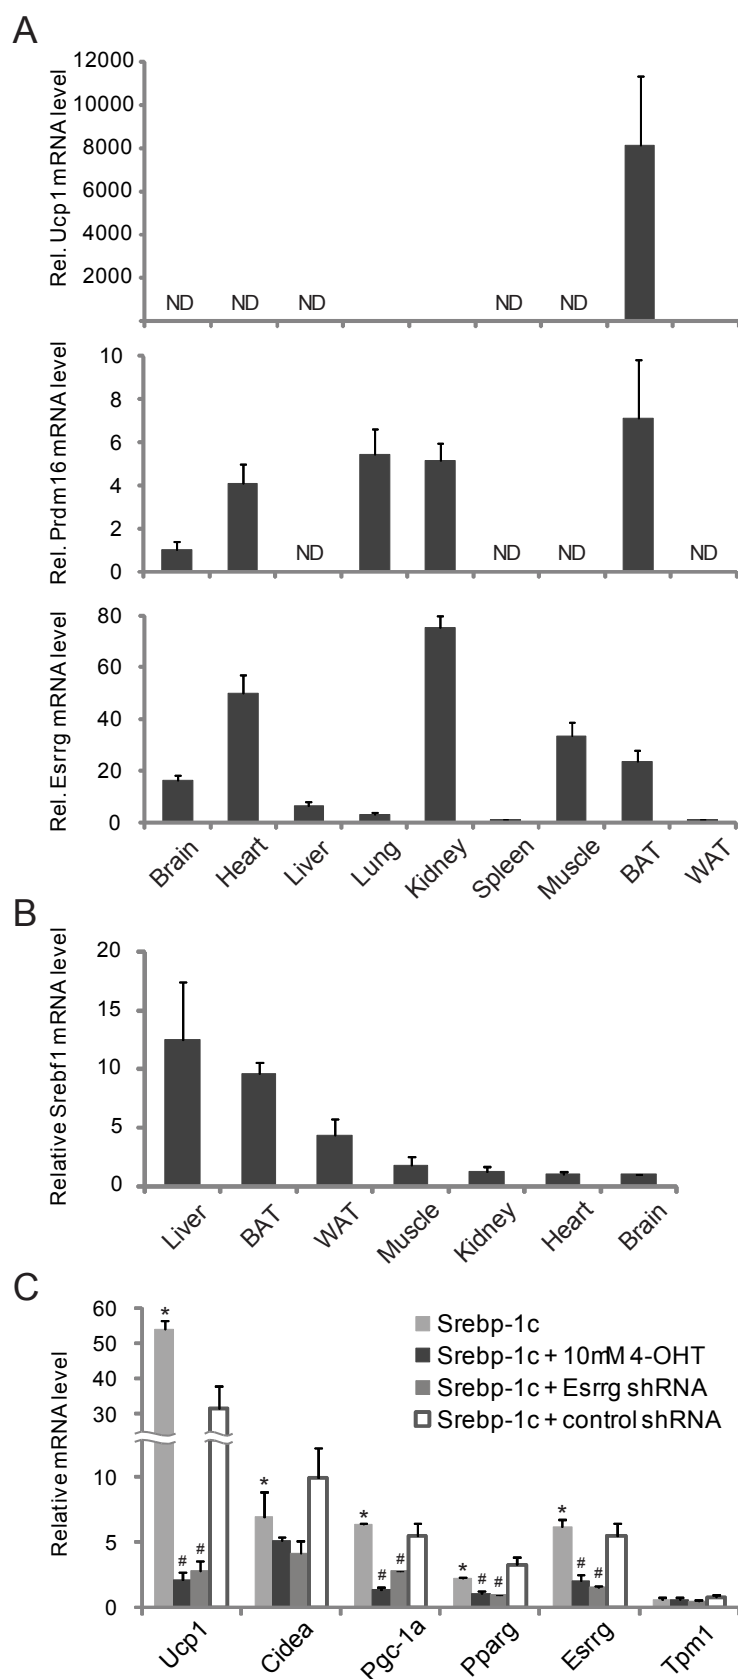 A
Rel. Ucp1 mRNA level
12000
10000
8000
6000
4000
2000
ND ND ND ND ND
Rel. Prdm16 mRNA level
10
8
6
4
2
0
ND ND ND ND
Rel. Esrrg mRNA level
80
60
40
20
0
Brain Heart Liver Lung Kidney Spleen Muscle BAT WAT
B
Relative Srebf1 mRNA level
20
15
10
5
0
Liver BAT WAT Muscle Kidney Heart Brain
C
Relative mRNA level
60
50
40
30
10
5
0
* # #
*
* # #
* # #
* # #
Srebp-1c
Srebp-1c + 10mM 4-OHT
Srebp-1c + Esrrg shRNA
Srebp-1c + control shRNA
Ucp1 Cidea Pgc-1a Pparg Esrrg Tpm1